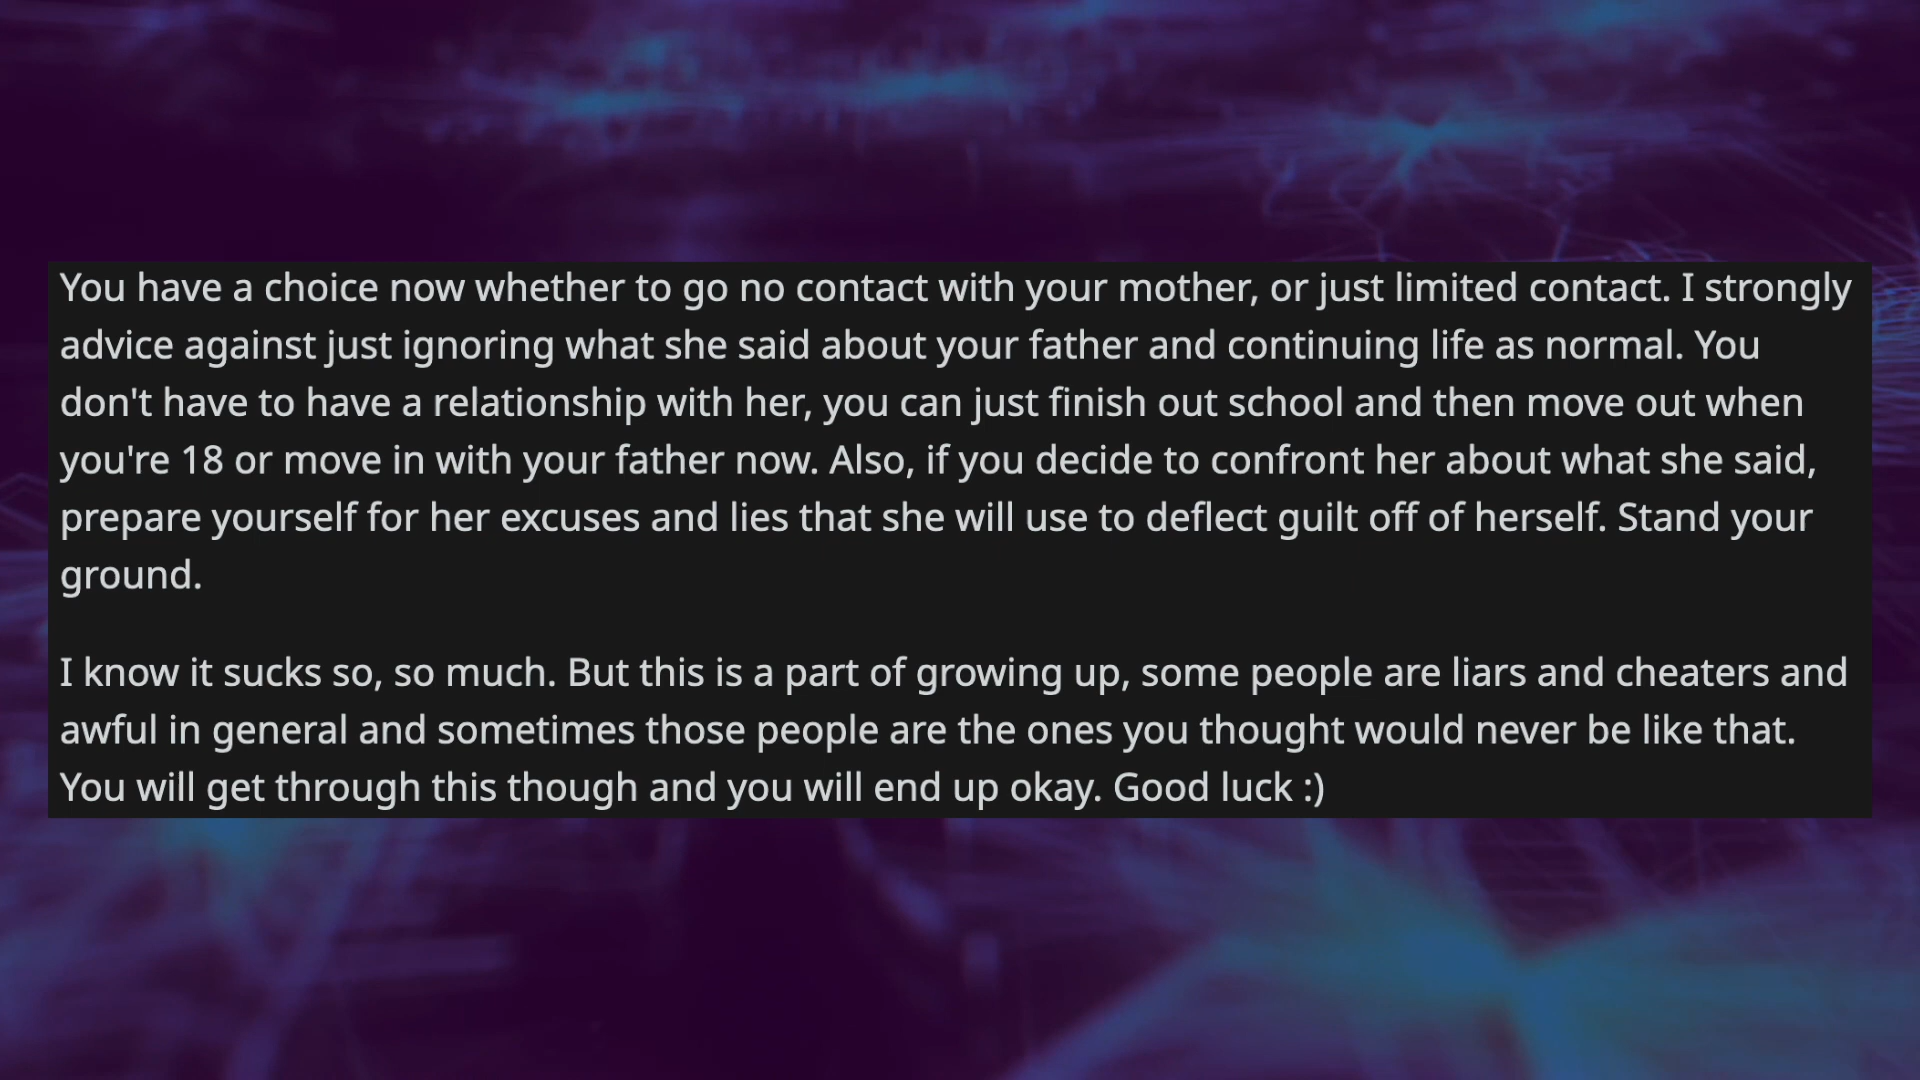 You have a choice now whether to go no contact with your mother, or just limited contact. I strongly
advice against just ignoring what she said about your father and continuing life as normal. You
don't have to have a relationship with her, you can just finish out school and then move out when
you're 18 or move in with your father now. Also, if you decide to confront her about what she said,
prepare yourself for her excuses and lies that she will use to deflect guilt off of herself. Stand your
ground.
I know it sucks so, so much. But this is a part of growing up, some people are liars and cheaters and
awful in general and sometimes those people are the ones you thought would never be like that.
You will get through this though and you will end up okay. Good luck :)